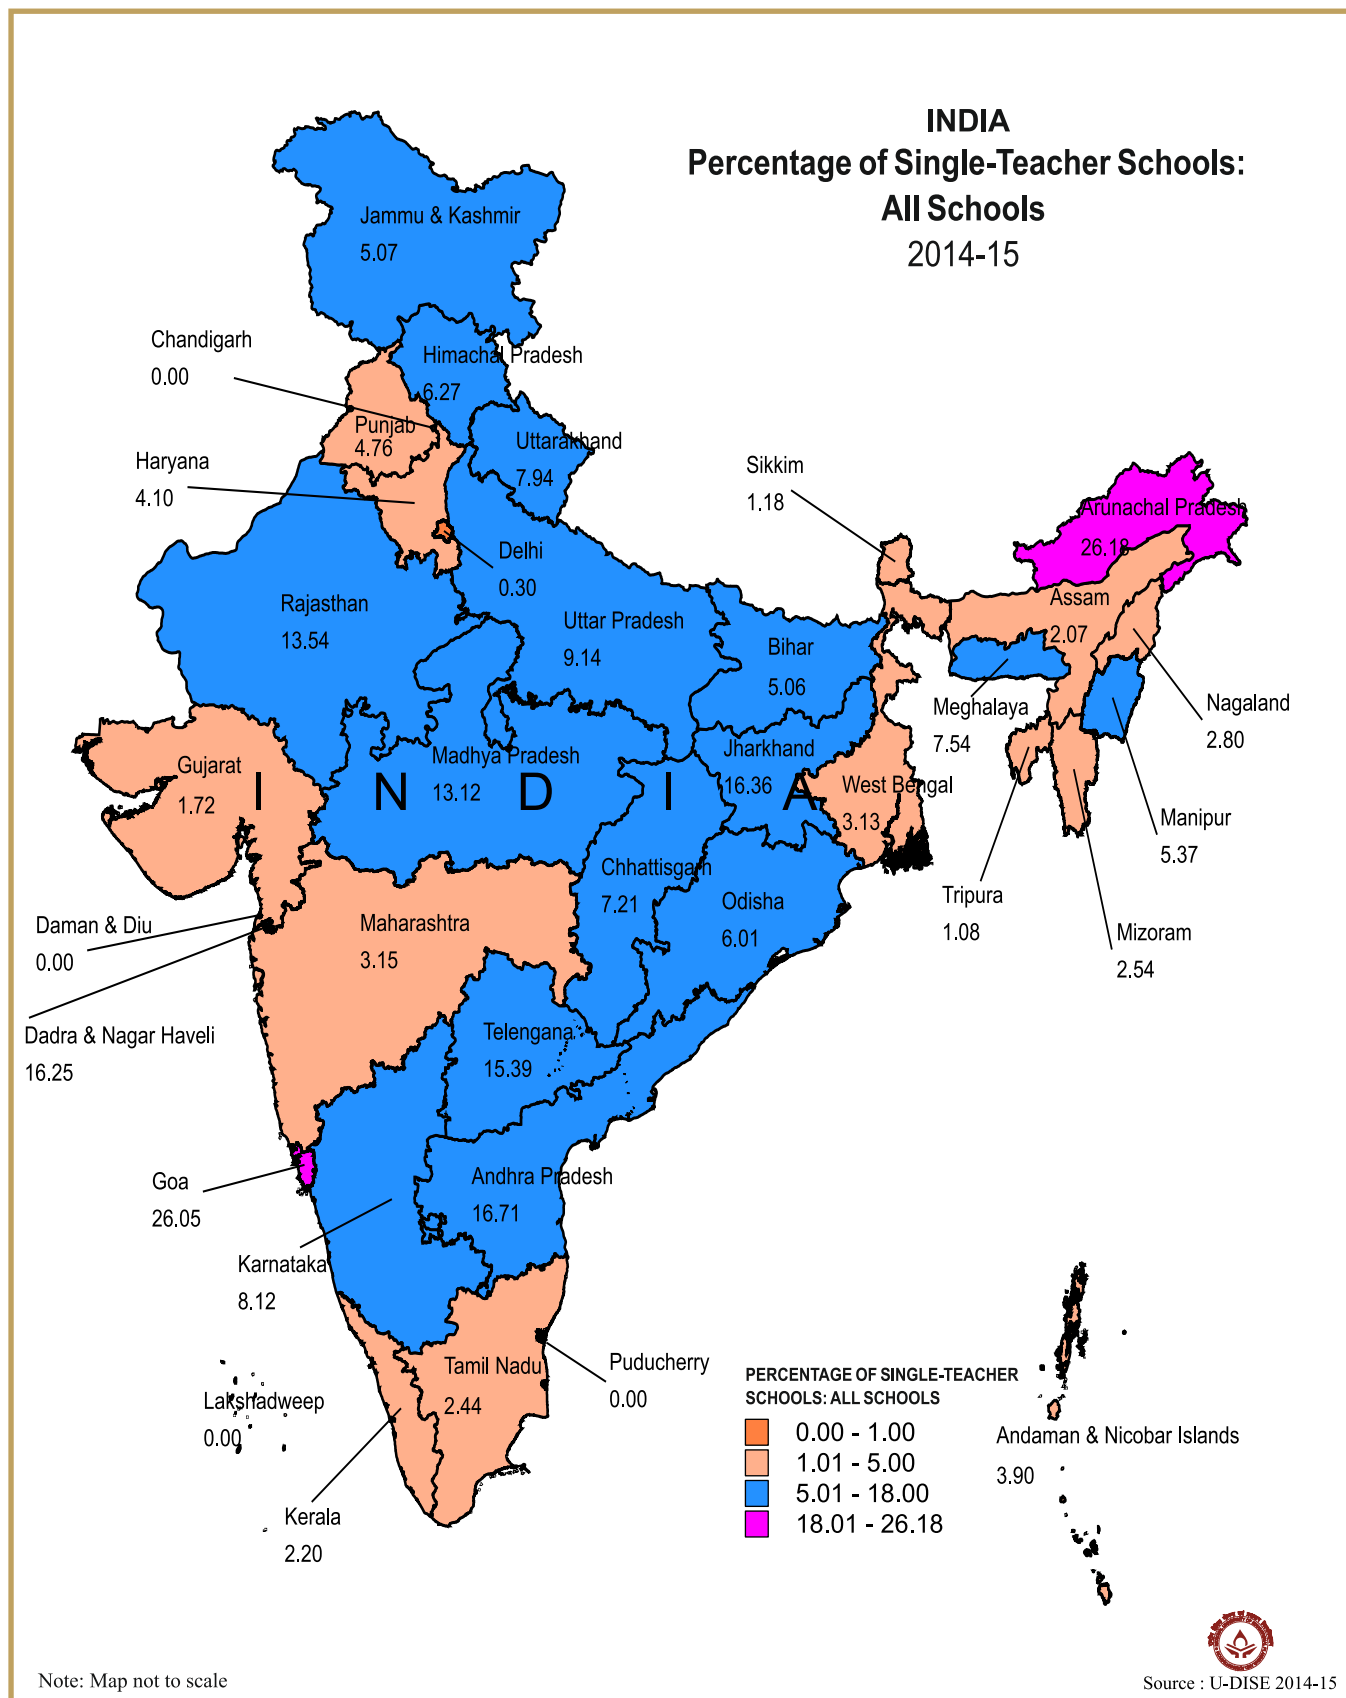 INDIA
Percentage of Single-Teacher Schools:
All Schools
2014-15
Jammu & Kashmir
5.07
Chandigarh
0.00
Himachal Pradesh
6.27
Punjab
4.76
Uttarakhand
7.94
Haryana
4.10
Sikkim
1.18
Arunachal Pradesh
26.18
Delhi
0.30
Rajasthan
13.54
Uttar Pradesh
9.14
Bihar
5.06
Assam
2.07
Meghalaya
7.54
Nagaland
2.80
Gujarat
1.72
Madhya Pradesh
13.12
Jharkhand
16.36
West Bengal
3.13
I N D I A
Manipur
5.37
Chhattisgarh
7.21
Odisha
6.01
Tripura
1.08
Mizoram
2.54
Daman & Diu
0.00
Maharashtra
3.15
Dadra & Nagar Haveli
16.25
Telengana
15.39
Goa
26.05
Andhra Pradesh
16.71
Karnataka
8.12
Lakshadweep
0.00
Tamil Nadu
2.44
Puducherry
0.00
Kerala
2.20
PERCENTAGE OF SINGLE-TEACHER
SCHOOLS: ALL SCHOOLS
0.00 - 1.00
1.01 - 5.00
5.01 - 18.00
18.01 - 26.18
Andaman & Nicobar Islands
3.90
Note: Map not to scale
Source : U-DISE 2014-15